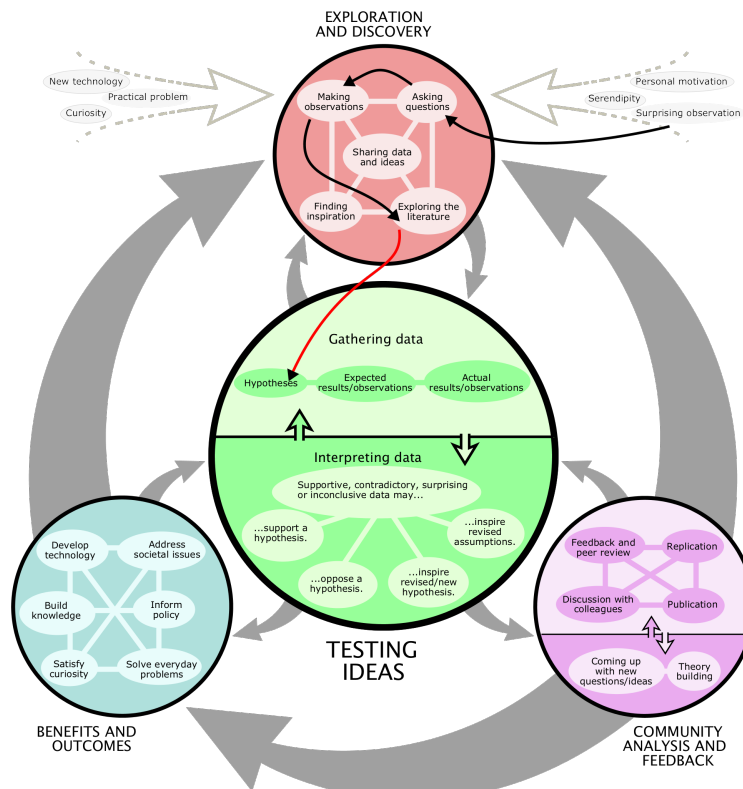 EXPLORATION
AND DISCOVERY
New technology
Practical problem
Curiosity
Personal motivation
Serendipity
Surprising observation
Making
observations
Asking
questions
Sharing data
and ideas
Finding
inspiration
Exploring the
literature
Gathering data
Hypotheses
Expected
results/observations
Actual
results/observations
Interpreting data
Supportive, contradictory, surprising
or inconclusive data may...
...support a
hypothesis.
...oppose a
hypothesis.
...inspire
revised/new
hypothesis.
...inspire
revised
assumptions.
TESTING
IDEAS
Develop
technology
Address
societal issues
Build
knowledge
Inform
policy
Satisfy
curiosity
Solve everyday
problems
BENEFITS AND
OUTCOMES
Feedback and
peer review
Replication
Discussion with
colleagues
Publication
Coming up
with new
questions/ideas
Theory
building
COMMUNITY
ANALYSIS AND
FEEDBACK